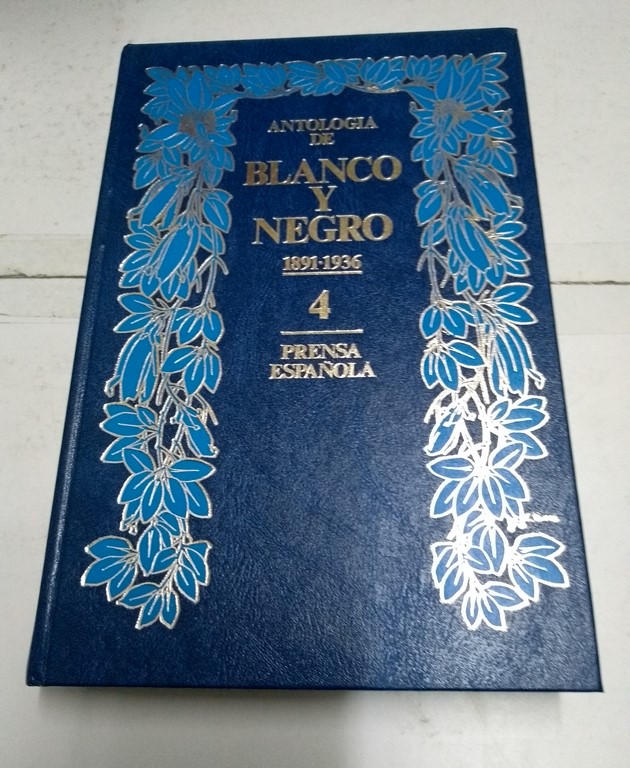 ANTOLOGIA
DE
BLANCO
Y
NEGRO
1891-1936
4
PRENSA
ESPAÑOLA